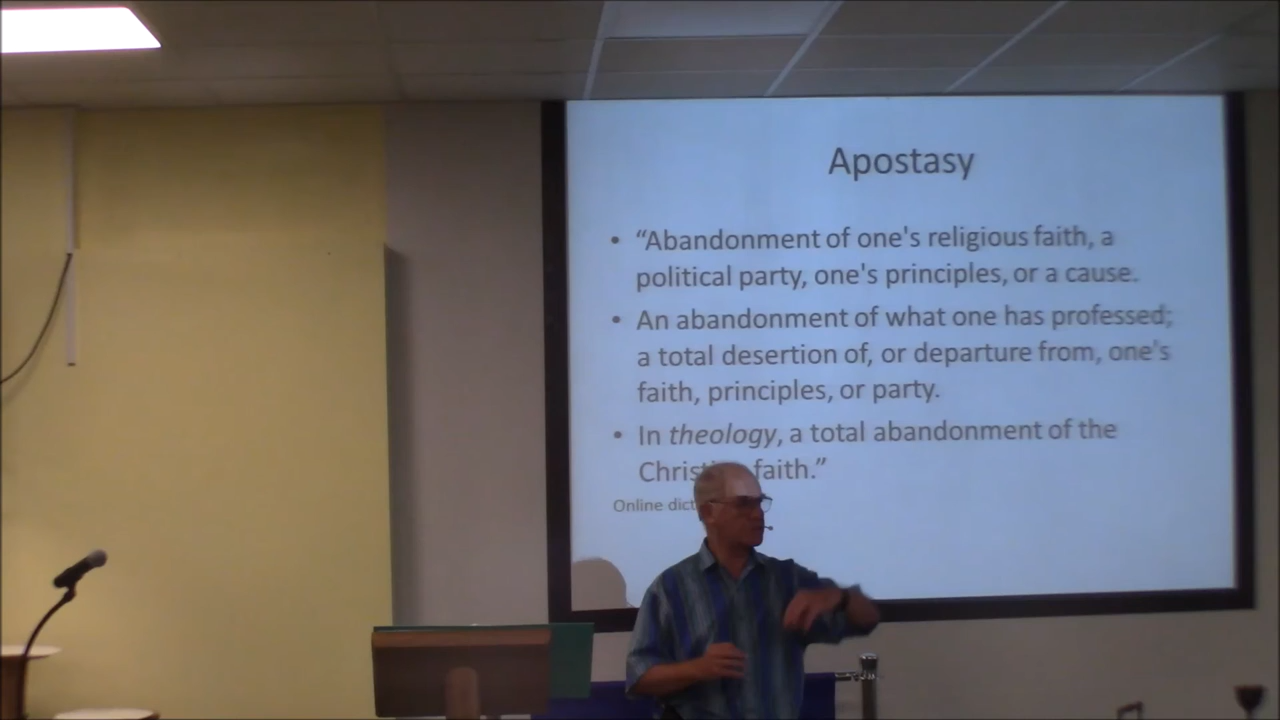 Apostasy
• “Abandonment of one's religious faith, a
political party, one's principles, or a cause.
• An abandonment of what one has professed;
a total desertion of, or departure from, one's
faith, principles, or party.
• In theology, a total abandonment of the
faith.”
Online